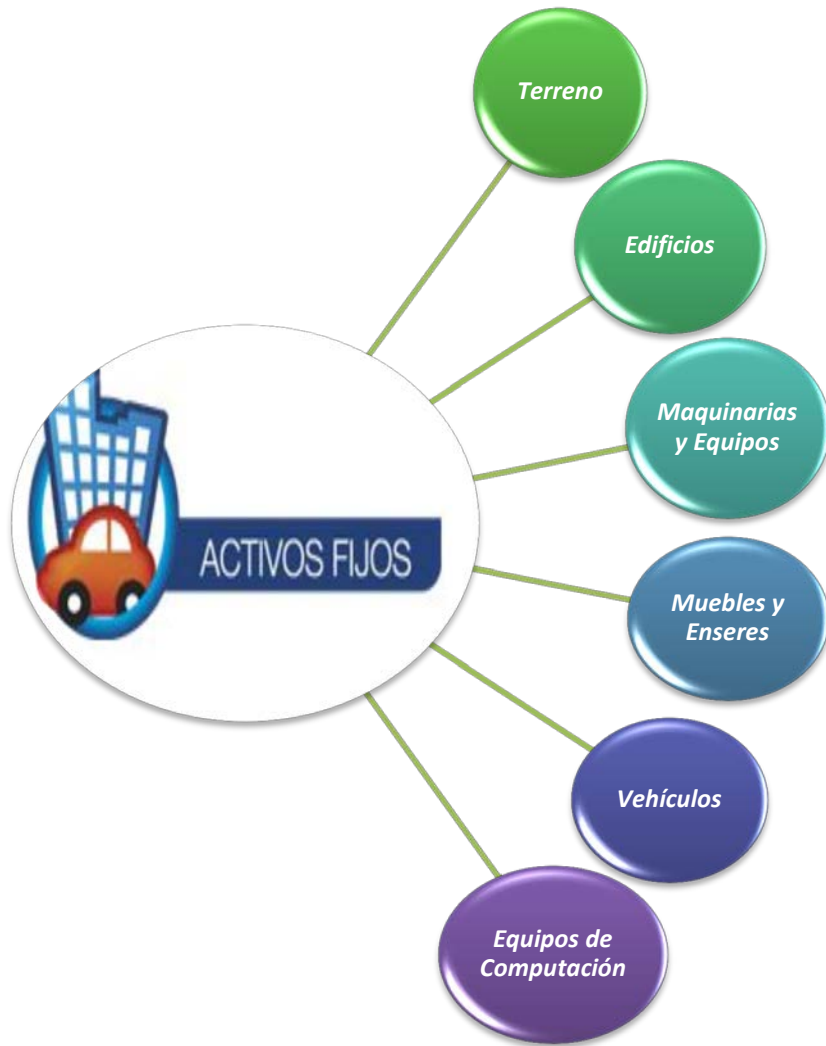 Terreno
Edificios
Maquinarias
y Equipos
ACTIVOS FIJOS
Muebles y
Enseres
Vehículos
Equipos de
Computación